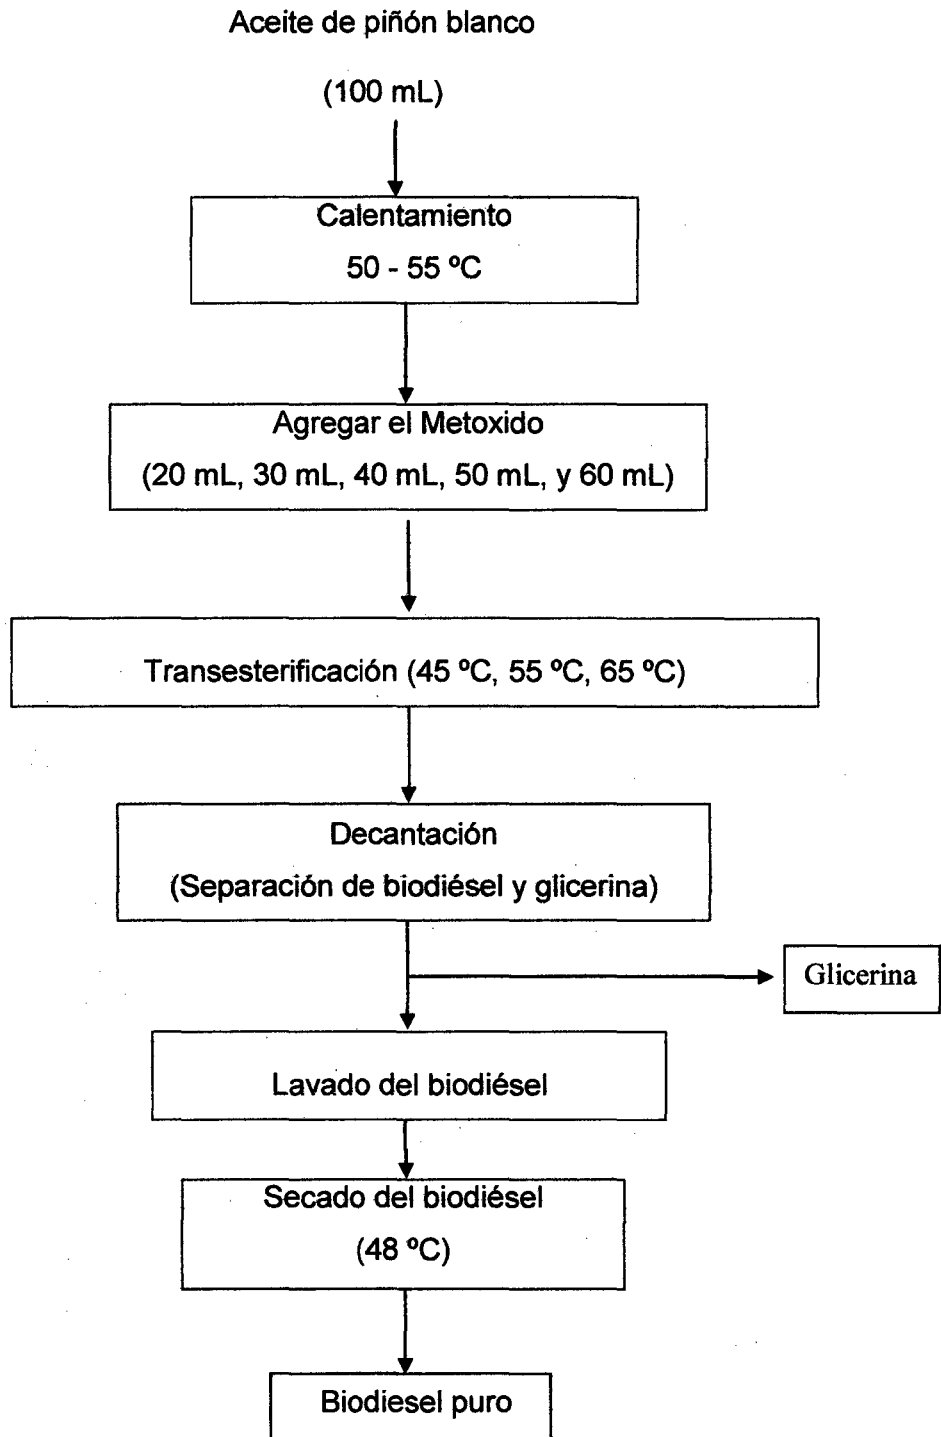 Aceite de piñón blanco
(100 mL)
Calentamiento
50 - 55 ºC
Agregar el Metoxido
(20 mL, 30 mL, 40 mL, 50 mL, y 60 mL)
Transesterificación (45 ºC, 55 ºC, 65 ºC)
Decantación
(Separación de biodiésel y glicerina)
Glicerina
Lavado del biodiésel
Secado del biodiésel
(48 ºC)
Biodiesel puro